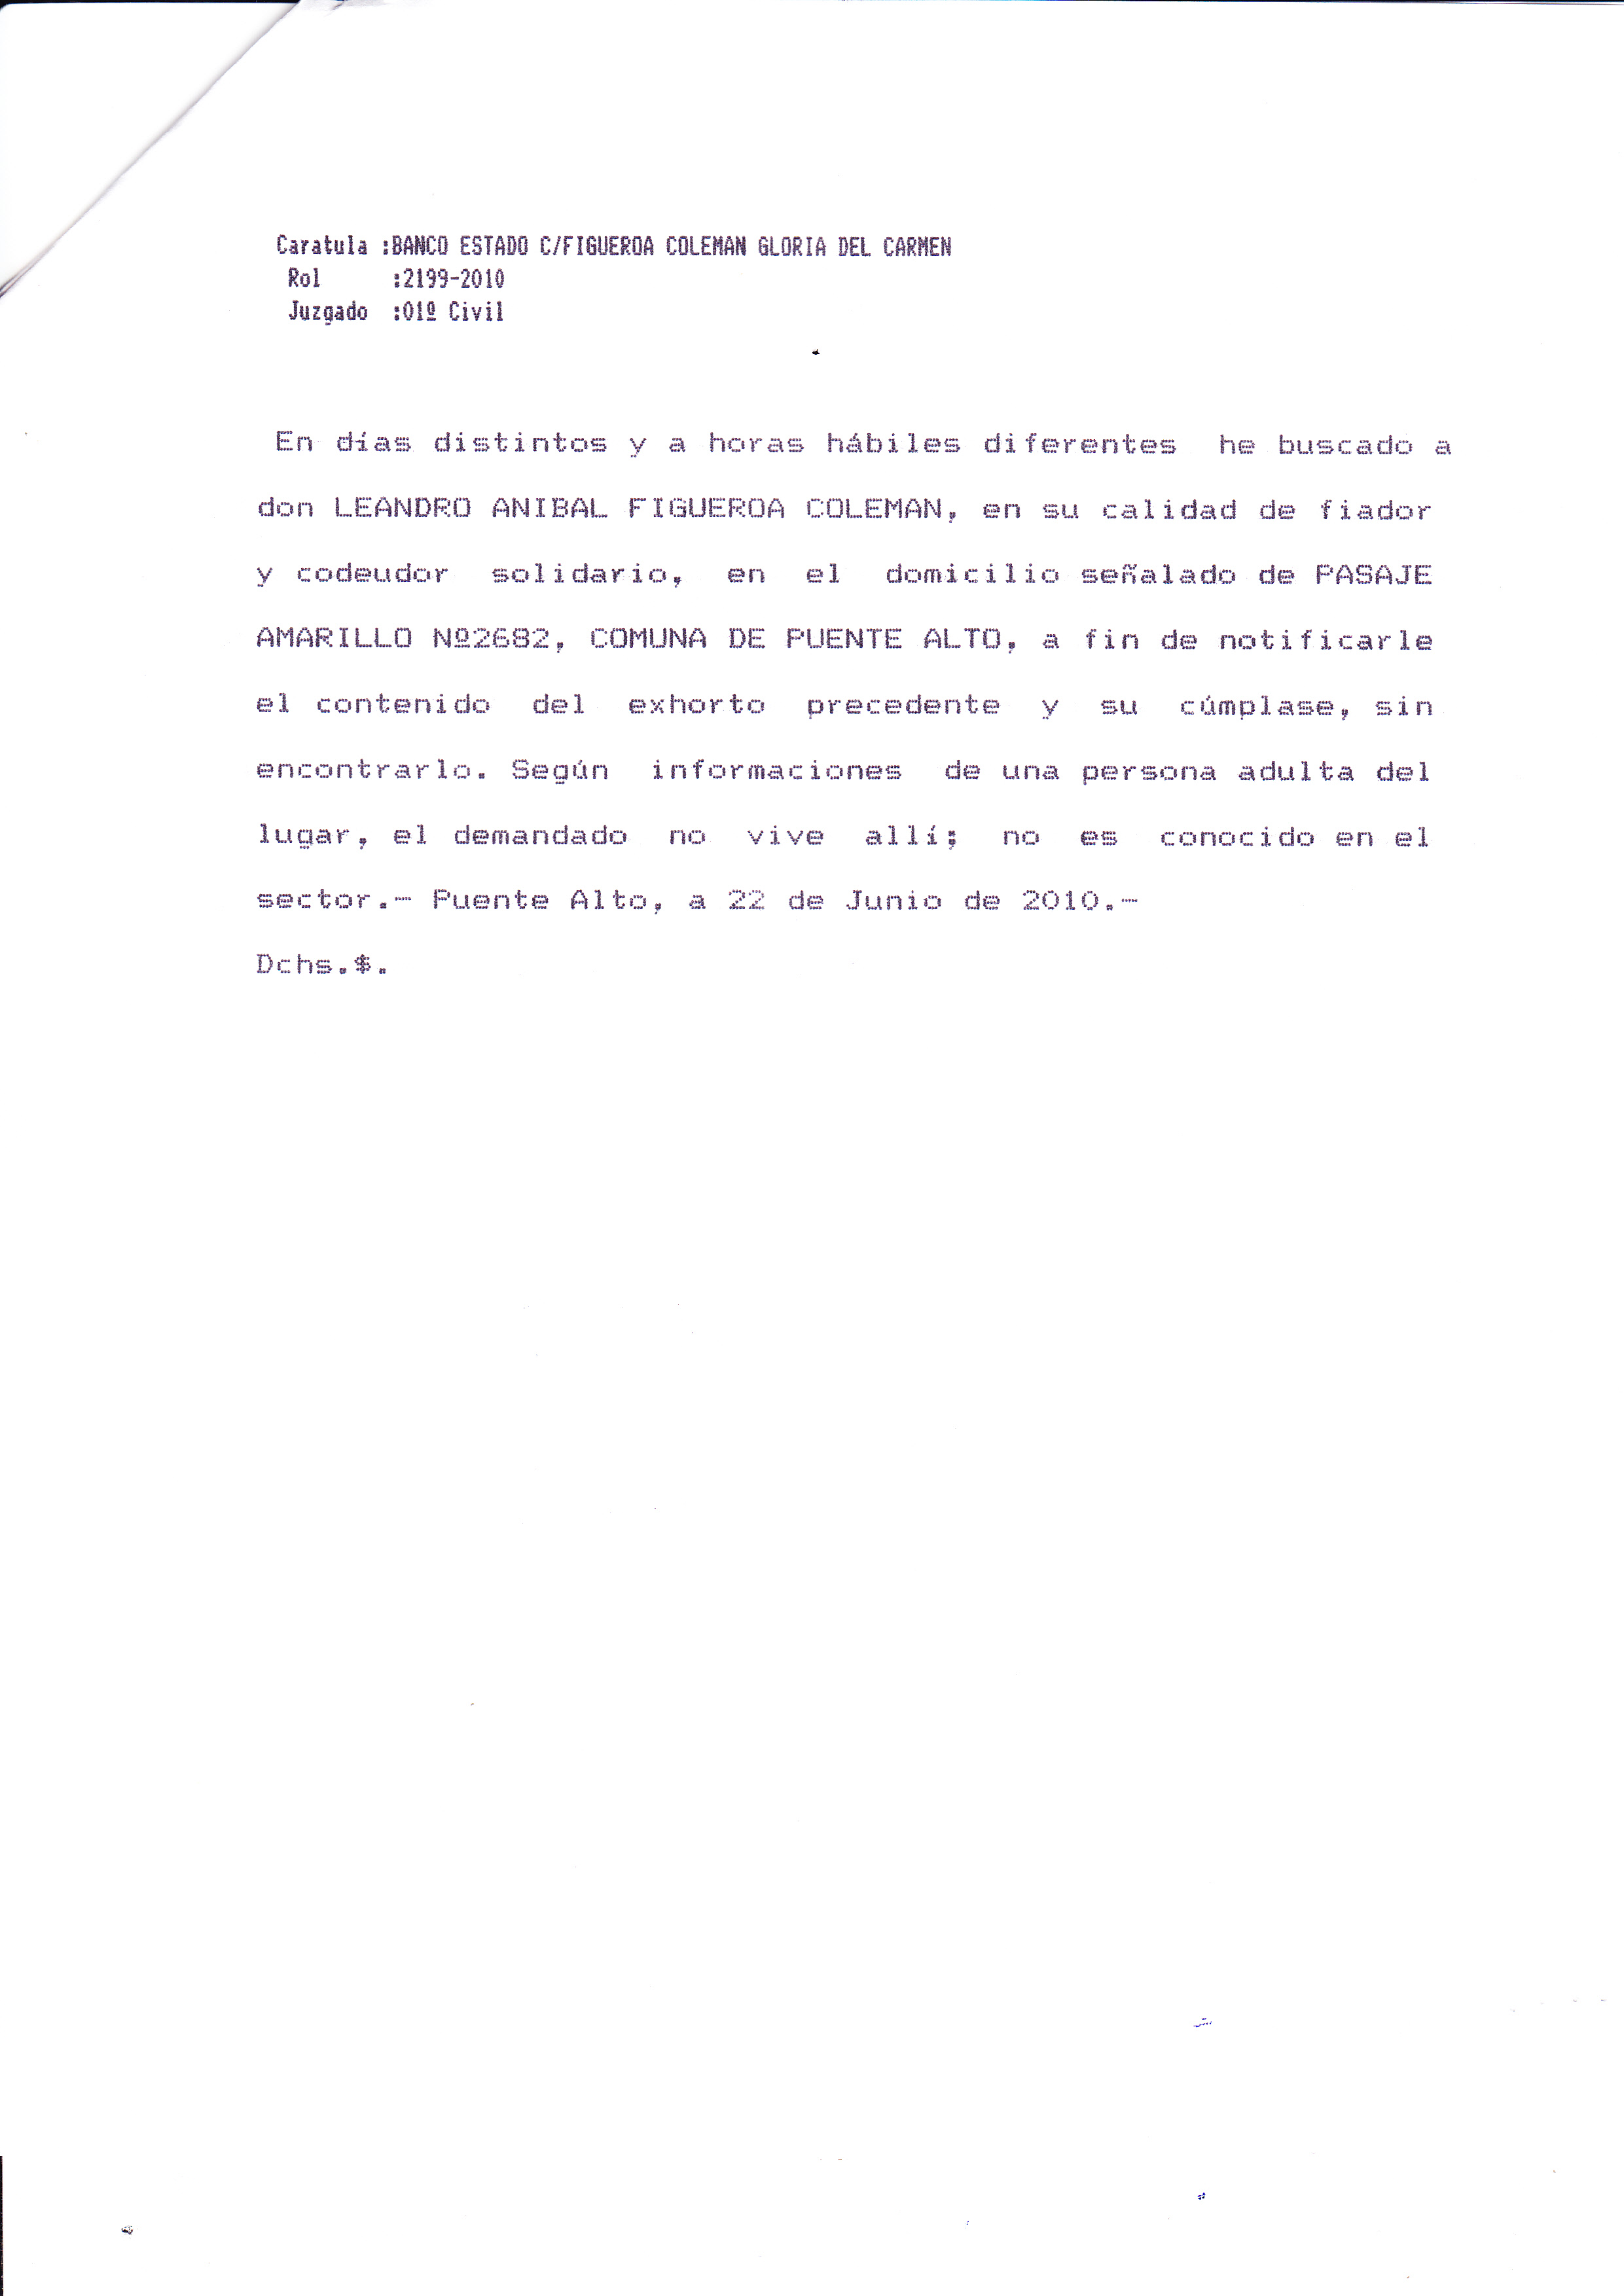 Caratula :BANCO ESTADO C/FIGUEROA COLEMAN GLORIA DEL CARMEN
Rol :2199-2010
Juzgado :01º Civil
En días distintos y a horas hábiles diferentes he buscado a
don LEANDRO ANIBAL FIGUEROA COLEMAN, en su calidad de fiador
y codeudor solidario, en el domicilio señalado de PASAJE
AMARILLO Nº2682, COMUNA DE PUENTE ALTO, a fin de notificarle
el contenido del exhorto precedente y su cúmplase, sin
encontrarlo. Según informaciones de una persona adulta del
lugar, el demandado no vive allí; no es conocido en el
sector.- Puente Alto, a 22 de Junio de 2010.-
Dchs.$.